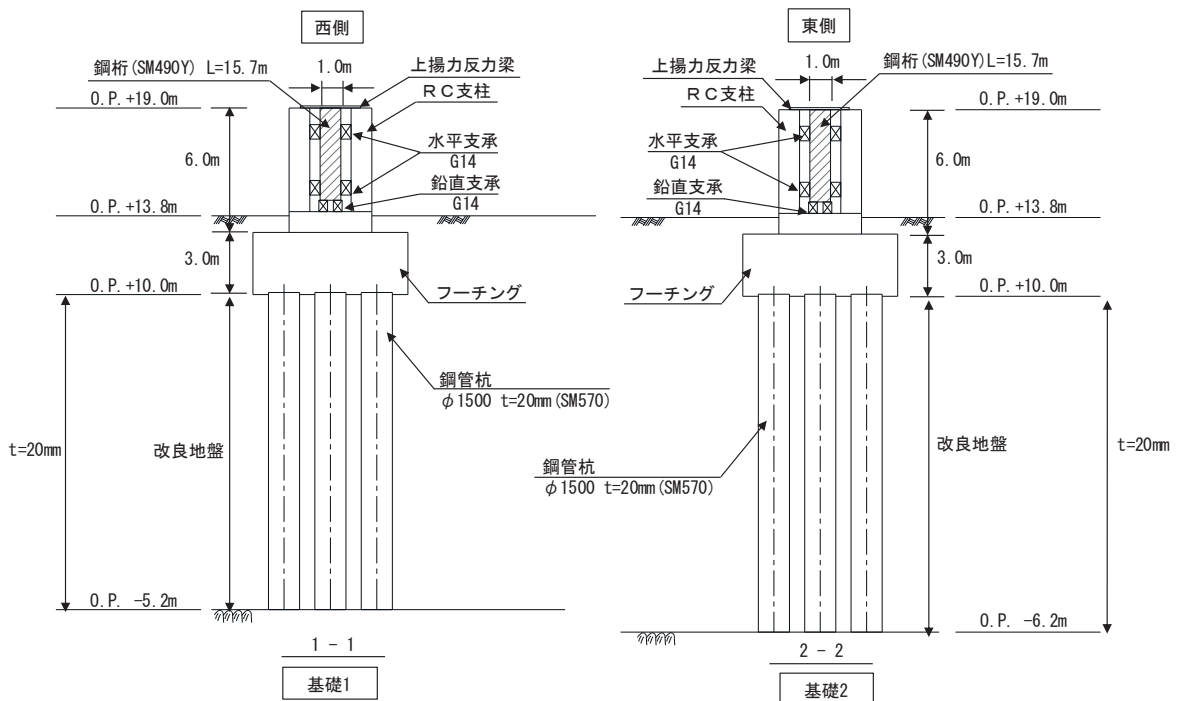 西側
鋼桁(SM490Y) L=15.7m
1.0m
上揚力反力梁
O.P.+19.0m
RC支柱
6.0m
水平支承
G14
鉛直支承
G14
O.P.+13.8m
3.0m
O.P.+10.0m
フーチング
鋼管杭
φ1500 t=20mm(SM570)
t=20mm
改良地盤
O.P. -5.2m
1 - 1
基礎1
東側
上揚力反力梁
1.0m
鋼桁(SM490Y)L=15.7m
RC支柱
O.P.+19.0m
水平支承
G14
6.0m
鉛直支承
G14
O.P.+13.8m
3.0m
フーチング
O.P.+10.0m
改良地盤
t=20mm
鋼管杭
φ1500 t=20mm(SM570)
O.P. -6.2m
2 - 2
基礎2